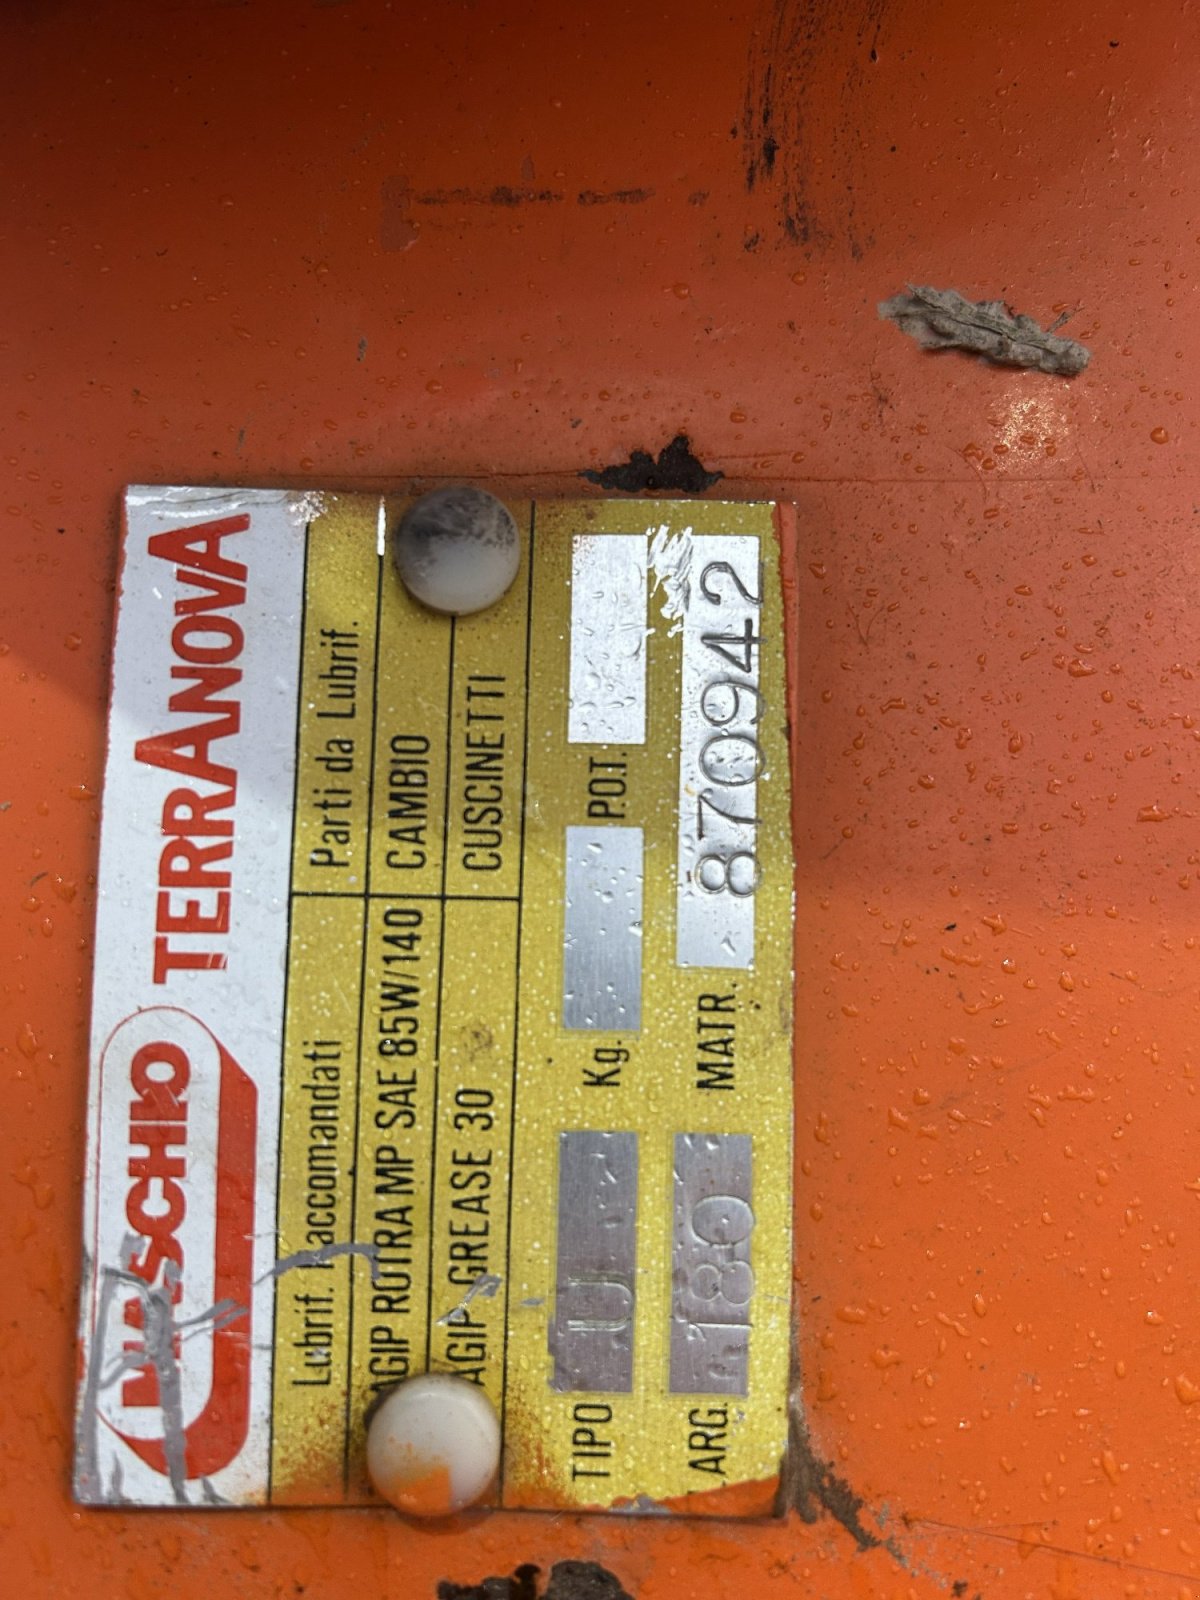 MASCHIO TERRANOVA
Lubrif. Raccomandati Parti da Lubrif.
AGIP ROTRA MP SAE 85W/140 CAMBIO
AGIP GREASE 30 CUSCINETTI
TIPO U Kg. P.O.T.
LARG. 180 MATR. 870942